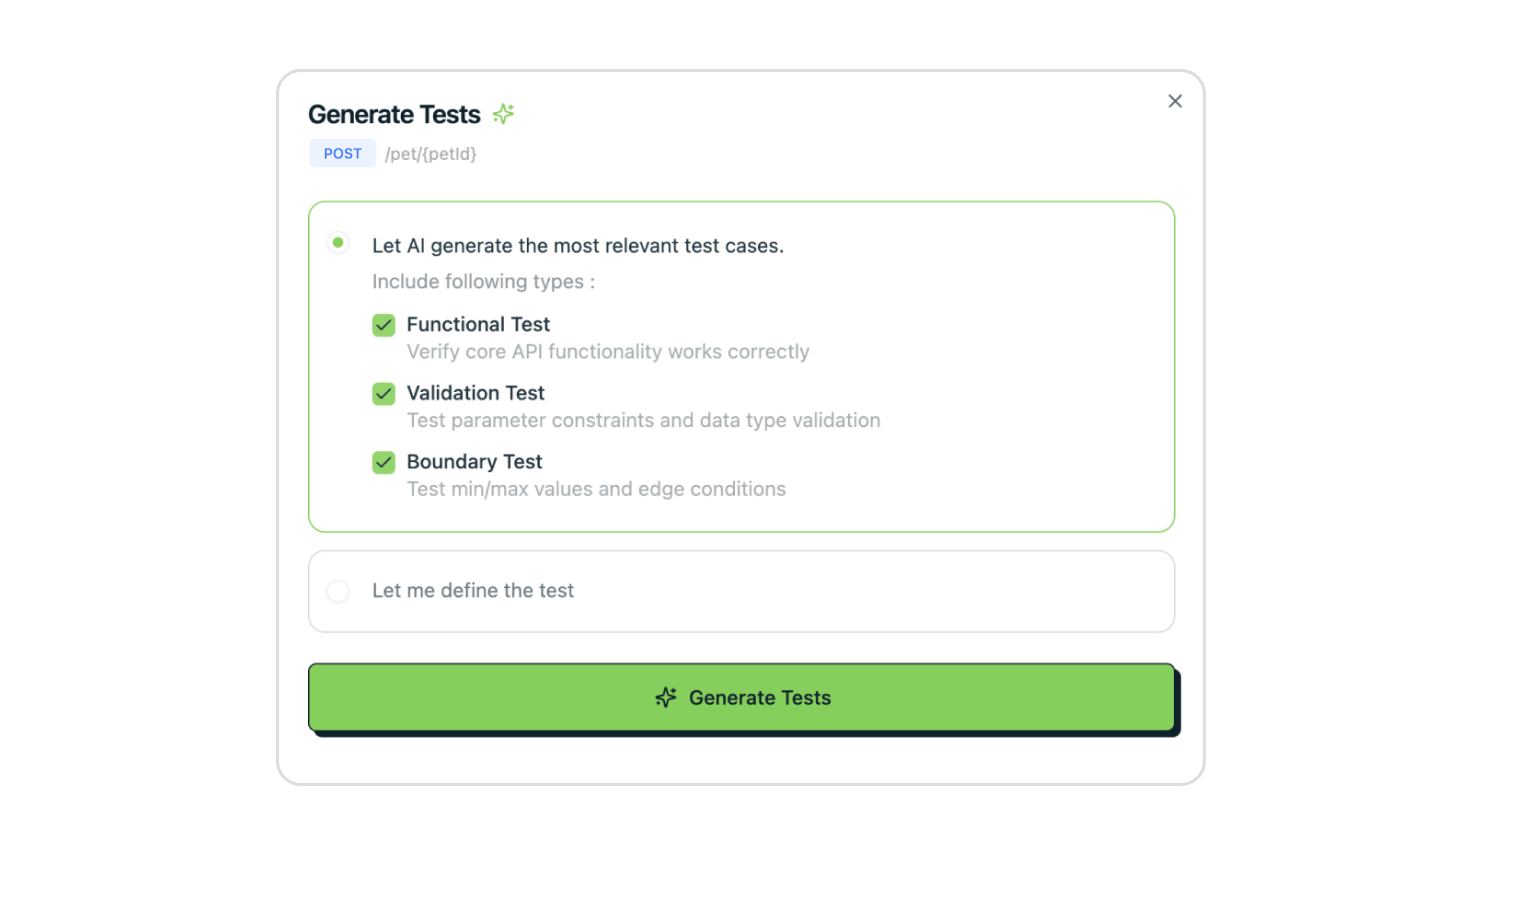 Generate Tests
POST /pet/{petId}
Let AI generate the most relevant test cases.
Include following types :
Functional Test
Verify core API functionality works correctly
Validation Test
Test parameter constraints and data type validation
Boundary Test
Test min/max values and edge conditions
Let me define the test
Generate Tests